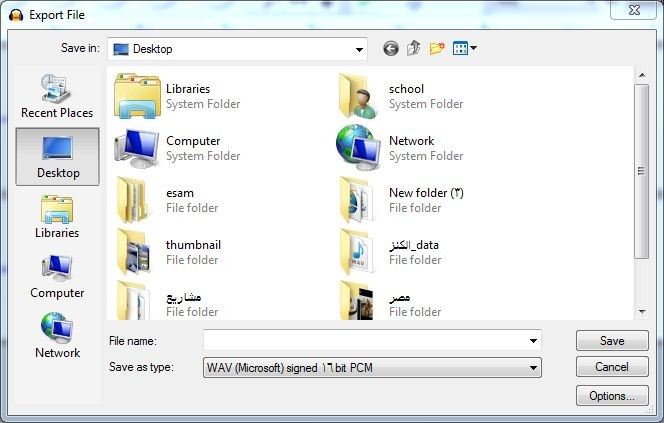 Export File
Save in:
Desktop
Recent Places
Desktop
Libraries
Computer
Network
Libraries
System Folder
school
System Folder
Computer
System Folder
Network
System Folder
esam
File folder
New folder (٣)
File folder
thumbnail
File folder
الكنز_data
File folder
WAV
مشاريع
File folder
مصر
File folder
File name:
Save
Save as type:
WAV (Microsoft) signed ١٦ bit PCM
Cancel
Options...